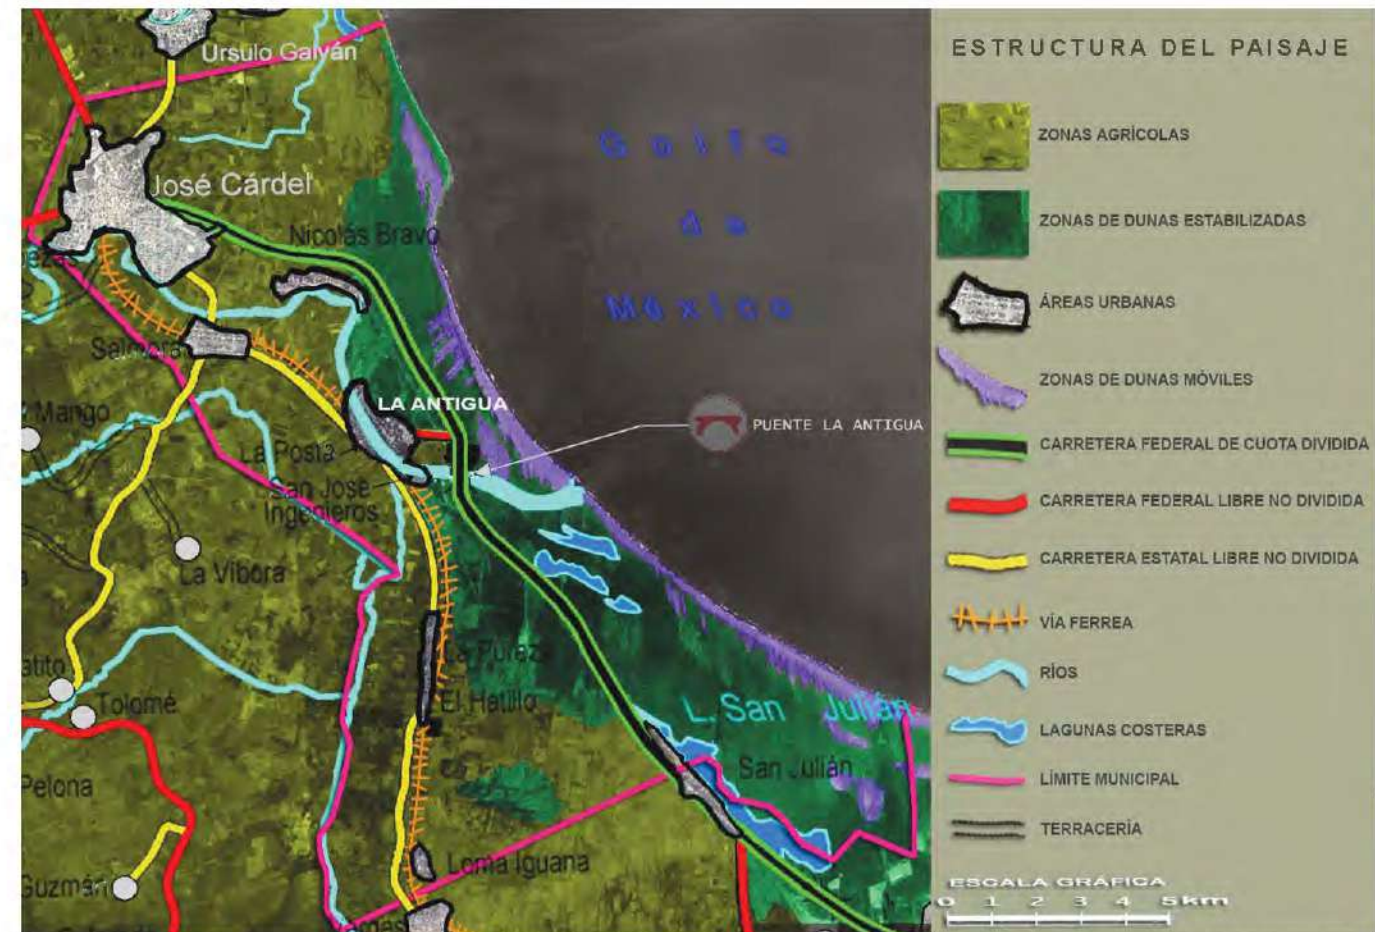 Ursulo Galván
José Cárdel
Nicolás Bravo
Golfo
de
México
Salmora
Mango
LA ANTIGUA
PUENTE LA ANTIGUA
La Posta
San José
Ingenieros
La Víbora
La Pureza
El Hatillo
Tolomé
L. San Julián
San Julián
Pelona
Loma Iguana
Guzmán
ESTRUCTURA DEL PAISAJE
ZONAS AGRÍCOLAS
ZONAS DE DUNAS ESTABILIZADAS
ÁREAS URBANAS
ZONAS DE DUNAS MÓVILES
CARRETERA FEDERAL DE CUOTA DIVIDIDA
CARRETERA FEDERAL LIBRE NO DIVIDIDA
CARRETERA ESTATAL LIBRE NO DIVIDIDA
VÍA FERREA
RÍOS
LAGUNAS COSTERAS
LÍMITE MUNICIPAL
TERRACERÍA
ESCALA GRÁFICA
0 1 2 3 4 5km